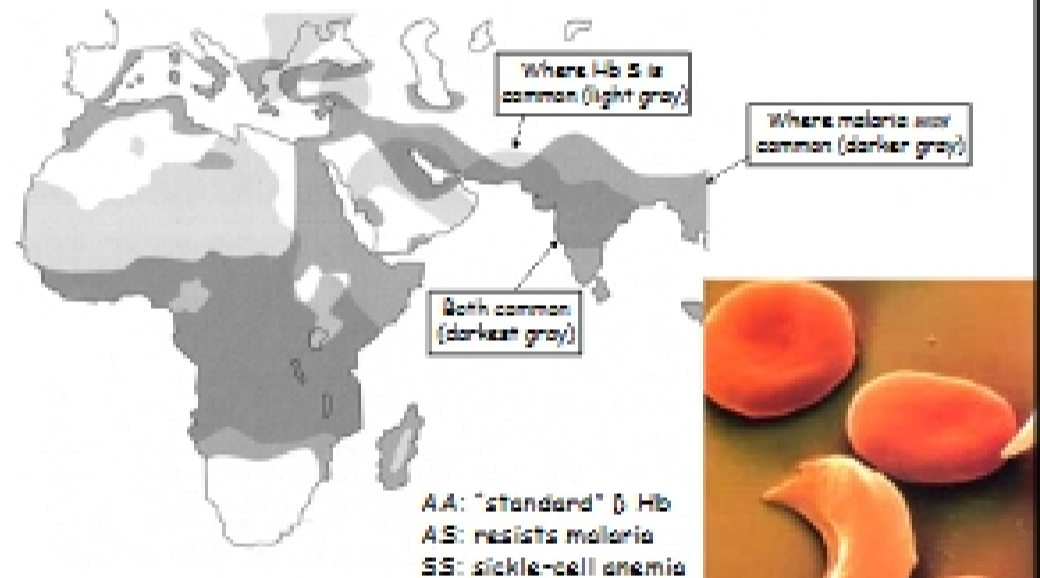 Where Hb S is
common (light gray)
Where malaria was
common (darker gray)
Both common
(darkest gray)
AA: "standard" β Hb
AS: resists malaria
SS: sickle-cell anemia